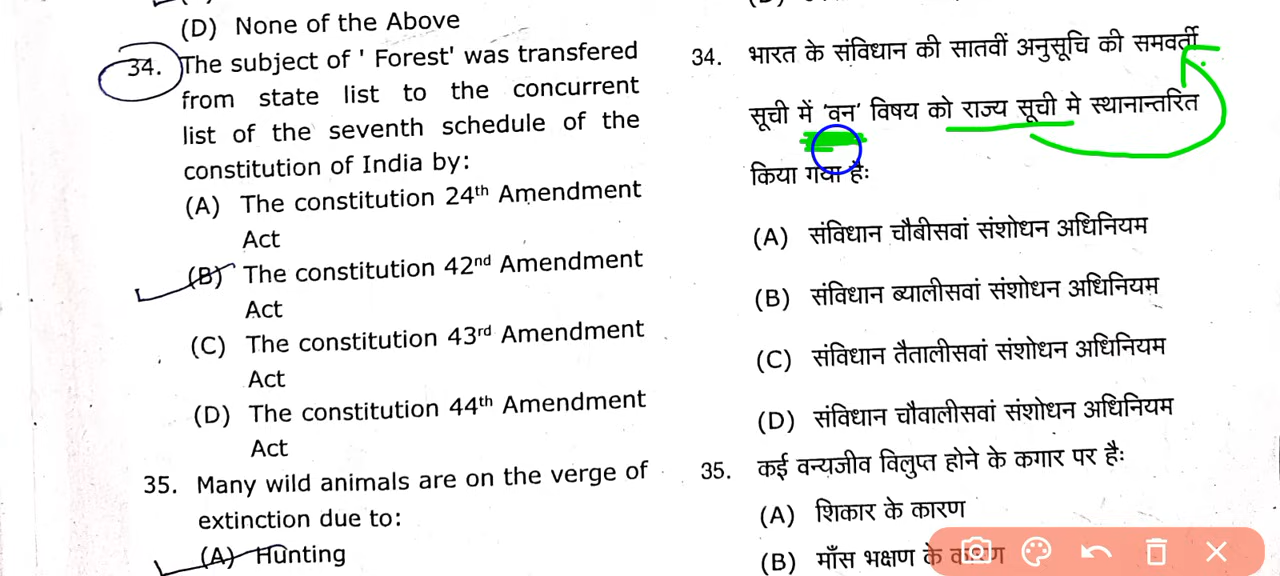 (D) None of the Above
34. The subject of ' Forest' was transfered
from state list to the concurrent
list of the seventh schedule of the
constitution of India by:
(A) The constitution 24th Amendment
Act
(B) The constitution 42nd Amendment
Act
(C) The constitution 43rd Amendment
Act
(D) The constitution 44th Amendment
Act
35. Many wild animals are on the verge of
extinction due to:
(A) Hunting
34. भारत के संविधान की सातवीं अनुसूचि की समवर्ती
सूची में ‘वन’ विषय को राज्य सूची मे स्थानान्तरित
किया गया हैः
(A) संविधान चौबीसवां संशोधन अधिनियम
(B) संविधान ब्यालीसवां संशोधन अधिनियम
(C) संविधान तैतालीसवां संशोधन अधिनियम
(D) संविधान चौवालीसवां संशोधन अधिनियम
35. कई वन्यजीव विलुप्त होने के कगार पर हैः
(A) शिकार के कारण
(B) माँस भक्षण के कारण